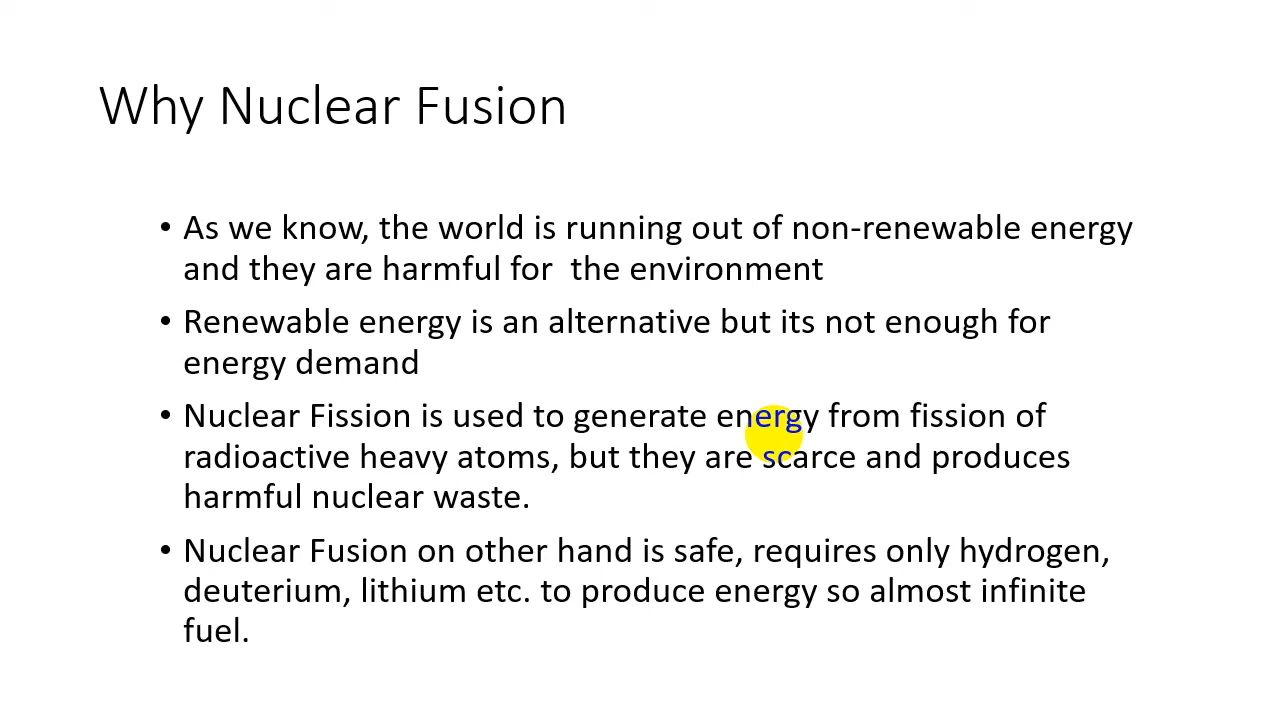 Why Nuclear Fusion
• As we know, the world is running out of non-renewable energy
and they are harmful for  the environment
• Renewable energy is an alternative but its not enough for
energy demand
• Nuclear Fission is used to generate energy from fission of
radioactive heavy atoms, but they are scarce and produces
harmful nuclear waste.
• Nuclear Fusion on other hand is safe, requires only hydrogen,
deuterium, lithium etc. to produce energy so almost infinite
fuel.